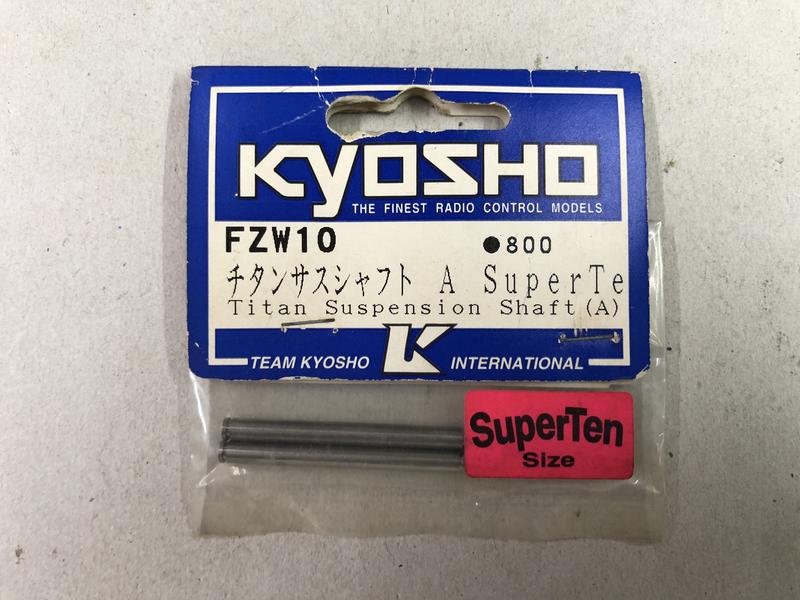 KYOSHO
THE FINEST RADIO CONTROL MODELS
FZW10 ●800
チタンサスシャフト A SuperTe
Titan Suspension Shaft(A)
TEAM KYOSHO K INTERNATIONAL
SuperTen
Size